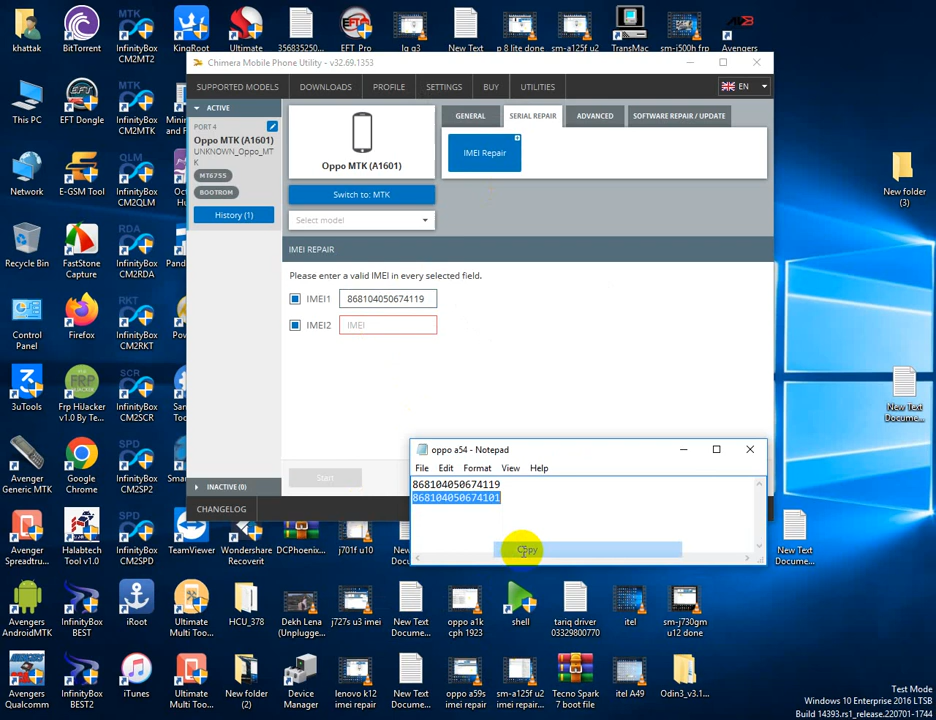 khattak
BitTorrent
InfinityBox
CM2MT2
KingRoot
Ultimate
356835250...
EFT Pro
lg q3
New Text
p 8 lite done
sm-a125f u2
TransMac
sm-i500h frp
Avengers
Chimera Mobile Phone Utility - v32.69.1353
SUPPORTED MODELS
DOWNLOADS
PROFILE
SETTINGS
BUY
UTILITIES
EN
ACTIVE
PORT 4
Oppo MTK (A1601)
UNKNOWN_Oppo_MT
K
MT6755
BOOTROM
History (1)
Oppo MTK (A1601)
Switch to: MTK
Select model
GENERAL
SERIAL REPAIR
ADVANCED
SOFTWARE REPAIR / UPDATE
IMEI Repair
IMEI REPAIR
Please enter a valid IMEI in every selected field.
IMEI1
868104050674119
IMEI2
IMEI
Start
INACTIVE (0)
CHANGELOG
oppo a54 - Notepad
File
Edit
Format
View
Help
868104050674119
868104050674101
Copy
This PC
EFT Dongle
InfinityBox
CM2MTK
Network
E-GSM Tool
InfinityBox
CM2QLM
Recycle Bin
FastStone
Capture
InfinityBox
CM2RDA
Control
Panel
Firefox
InfinityBox
CM2RKT
3uTools
Frp HiJacker
v1.0 By Te...
InfinityBox
CM2SCR
Avenger
Generic MTK
Google
Chrome
InfinityBox
CM2SP2
New folder
(3)
New Text
Docume...
Avenger
Spreadtru...
Halabtech
Tool v1.0
TeamViewer
Wondershare
Recoverit
DCPhoenix...
j701f u10
New Text
Docume...
Avengers
AndroidMTK
InfinityBox
BEST
iRoot
Ultimate
Multi Too...
HCU_378
Dekh Lena
(Unplugge...
j727s u3 imei
New Text
Docume...
oppo a1k
cph 1923
shell
tariq driver
03329800770
itel
sm-j730gm
u12 done
Avengers
Qualcomm
InfinityBox
BEST2
iTunes
Ultimate
Multi Too...
New folder
(2)
Device
Manager
lenovo k12
imei repair
New Text
Docume...
oppo a59s
imei repair
sm-a125f u2
imei repair...
Tecno Spark
7 boot file
itel A49
Odin3_v3.1...
Test Mode
Windows 10 Enterprise 2016 LTSB
Build 14393.rs1_release.220701-1744